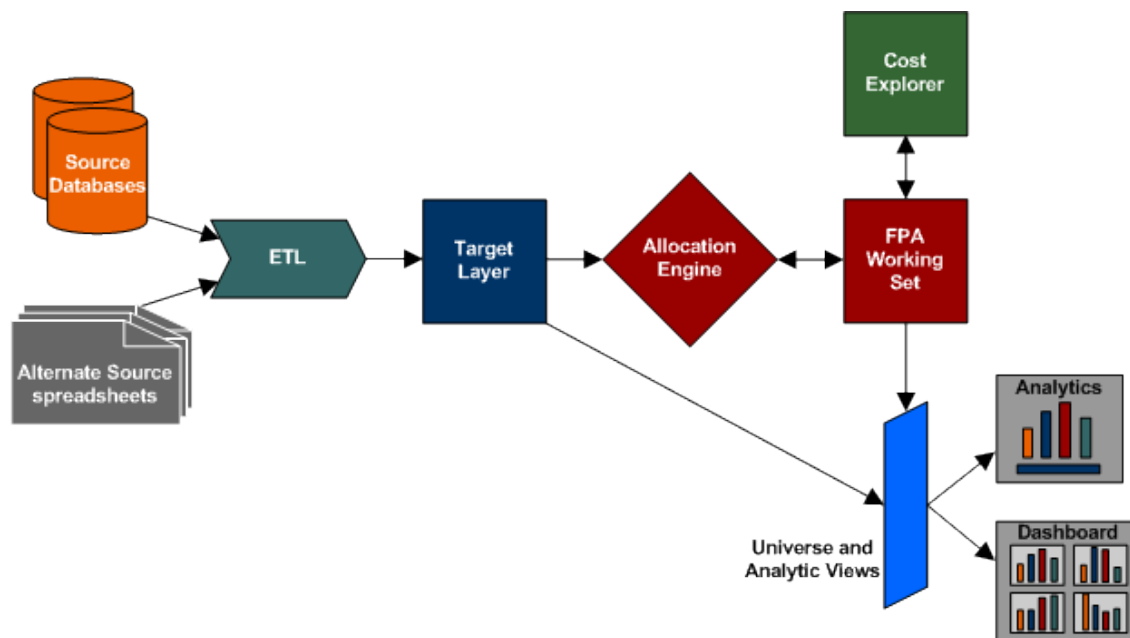 Cost
Explorer
Source
Databases
ETL
Target
Layer
Allocation
Engine
FPA
Working
Set
Alternate Source
spreadsheets
Analytics
Universe and
Analytic Views
Dashboard